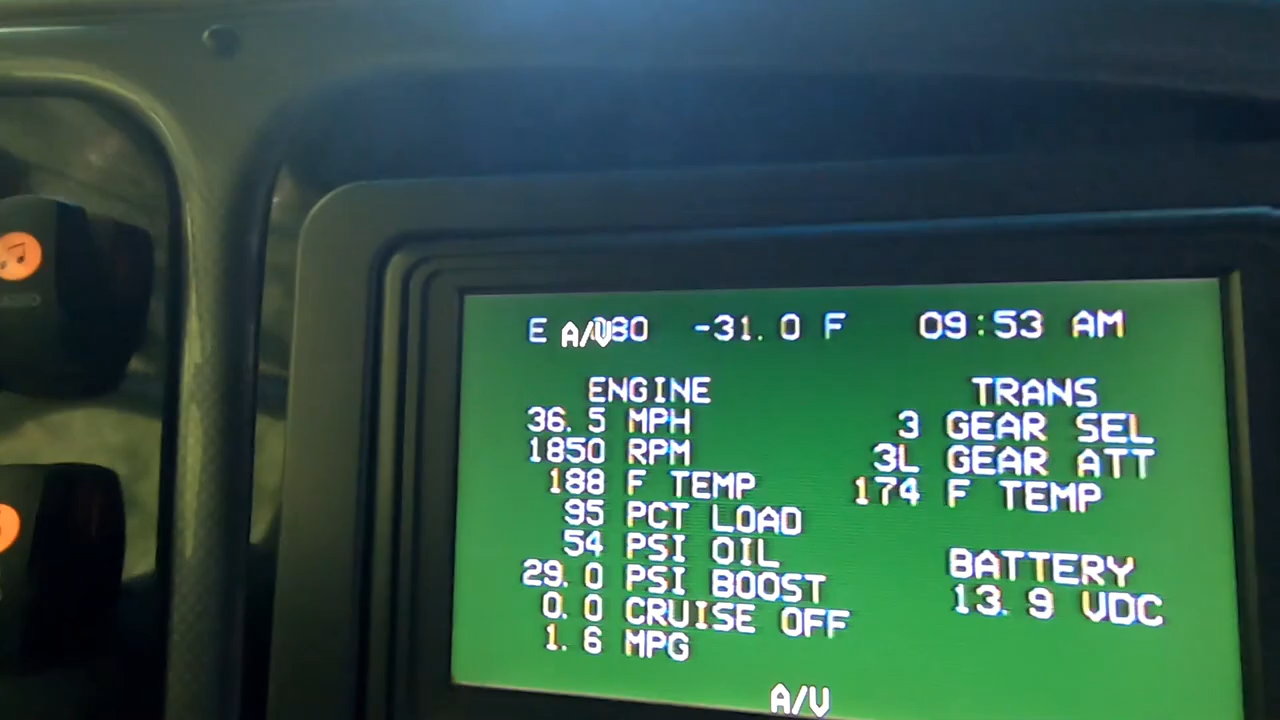 E 080 -31.0 F 09:53 AM
A/V
ENGINE TRANS
36.5 MPH 3 GEAR SEL
1850 RPM 3L GEAR ATT
188 F TEMP 174 F TEMP
95 PCT LOAD
54 PSI OIL BATTERY
29.0 PSI BOOST 13.9 VDC
0.0 CRUISE OFF
1.6 MPG
A/V